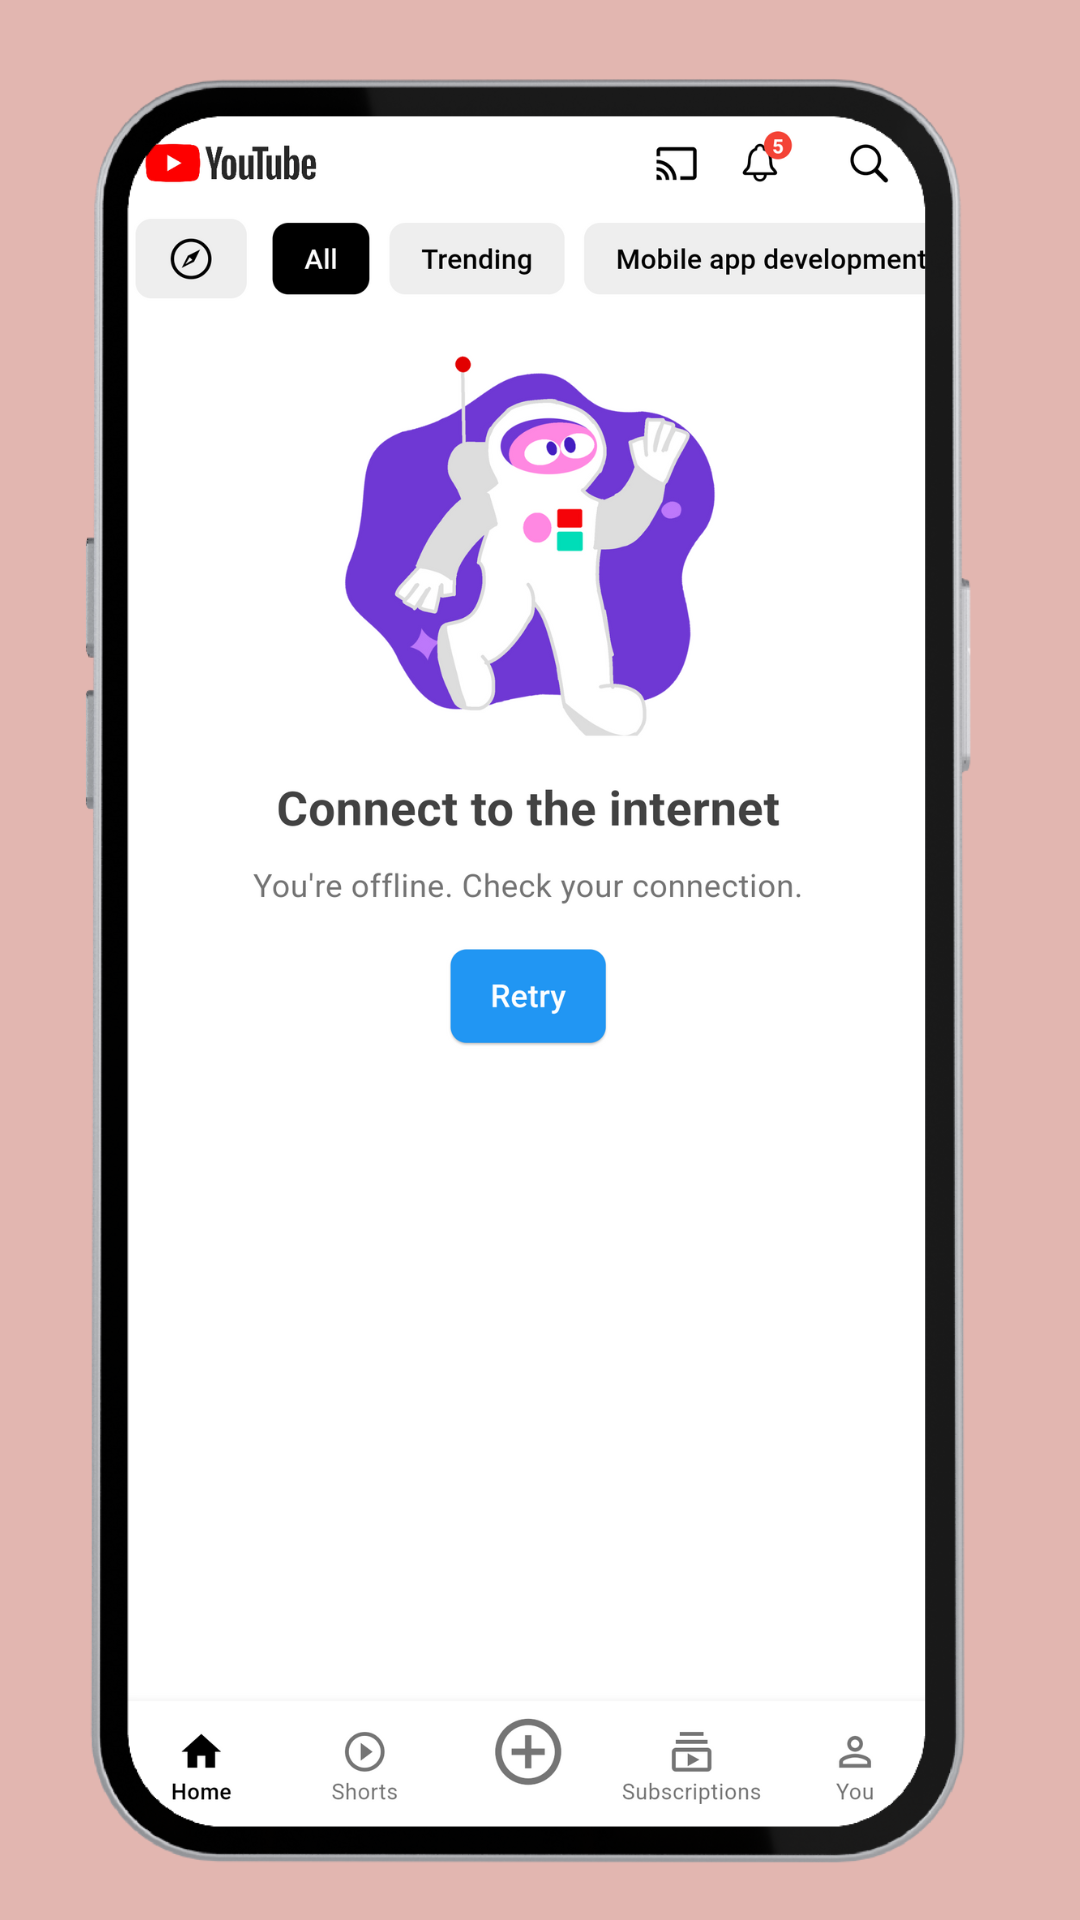 YouTube
5
All
Trending
Mobile app development
Connect to the internet
You're offline. Check your connection.
Retry
Home
Shorts
Subscriptions
You